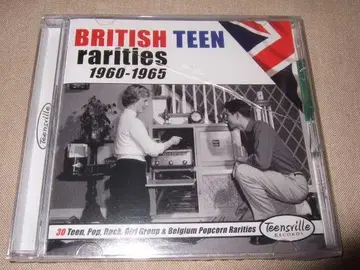 BRITISH TEEN
rarities
1960-1965
30 Teen, Pop, Rock, Girl Group & Belgium Popcorn Rarities
Teensville
RECORDS
Teensville